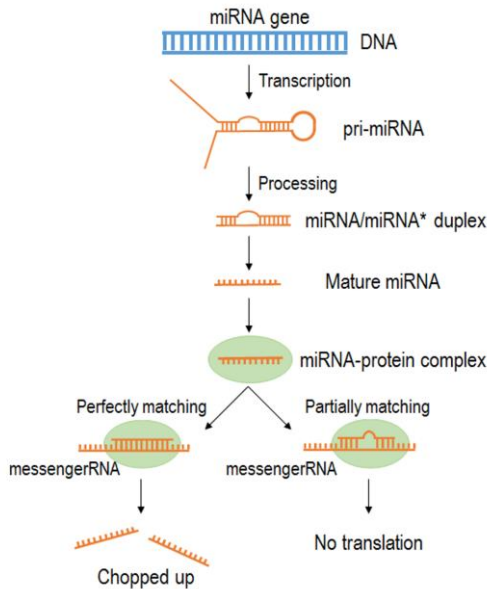 miRNA gene
DNA
Transcription
pri-miRNA
Processing
miRNA/miRNA* duplex
Mature miRNA
miRNA-protein complex
Perfectly matching
Partially matching
messengerRNA
messengerRNA
No translation
Chopped up